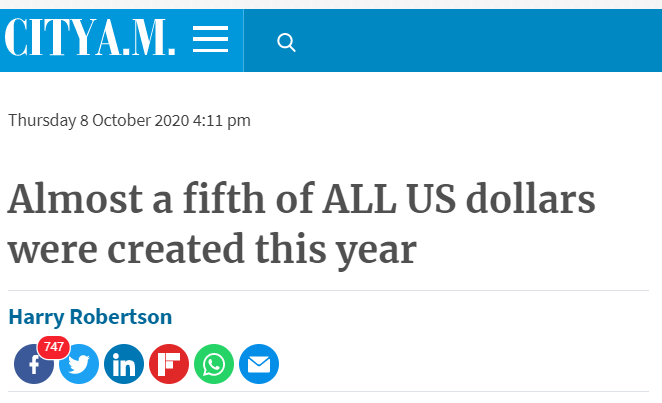 CITYA.M.
Thursday 8 October 2020 4:11 pm
Almost a fifth of ALL US dollars
were created this year
Harry Robertson
747